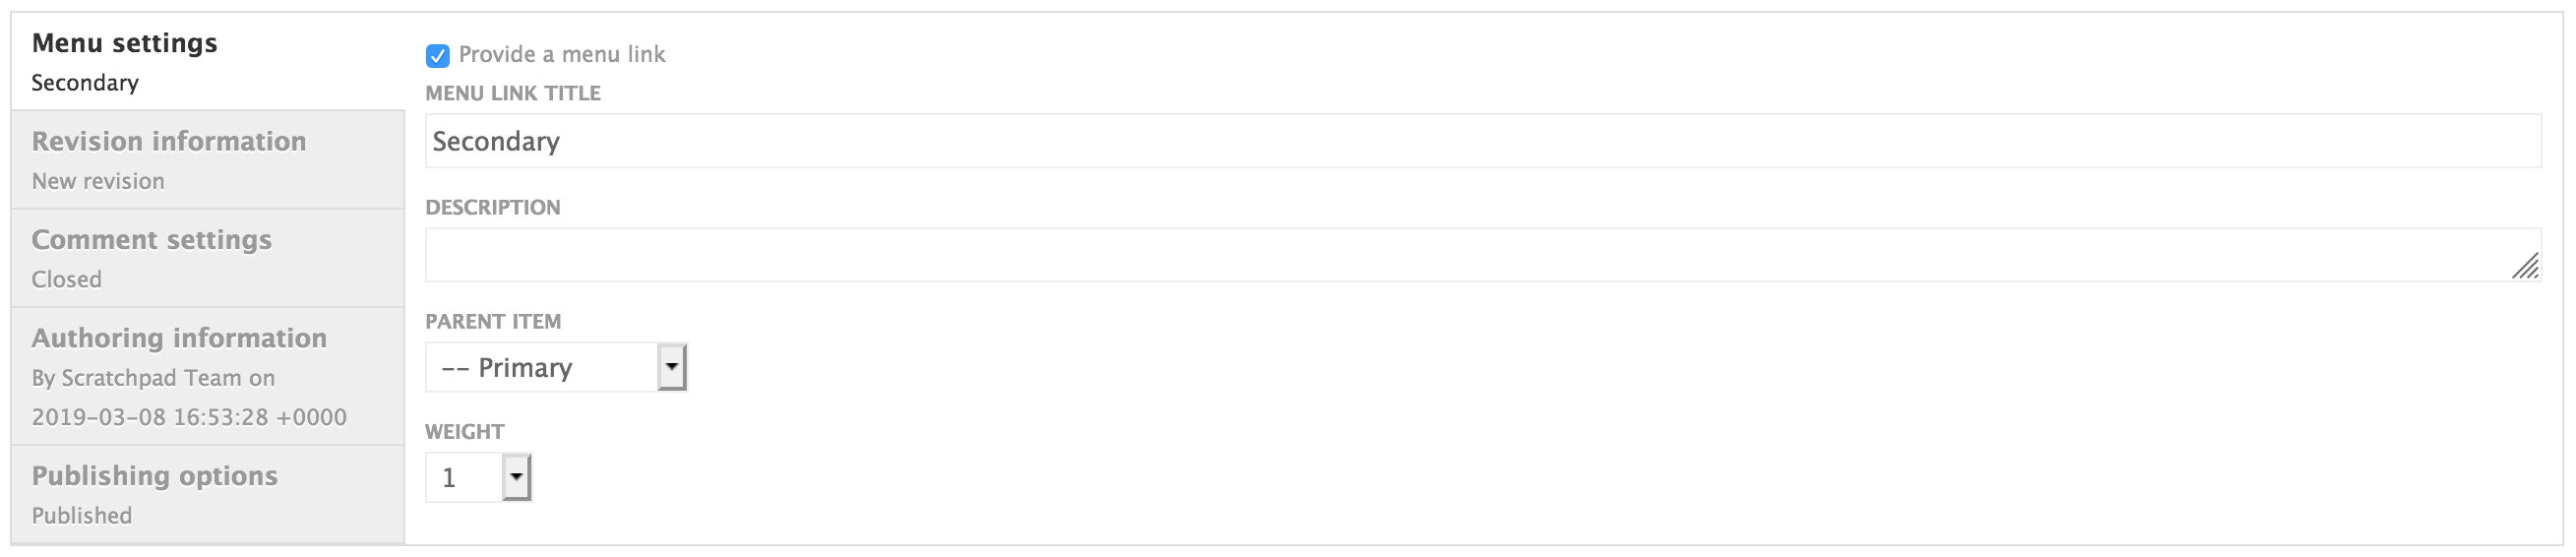 Menu settings
Secondary
Revision information
New revision
Comment settings
Closed
Authoring information
By Scratchpad Team on
2019-03-08 16:53:28 +0000
Publishing options
Published
Provide a menu link
MENU LINK TITLE
Secondary
DESCRIPTION
PARENT ITEM
-- Primary
WEIGHT
1